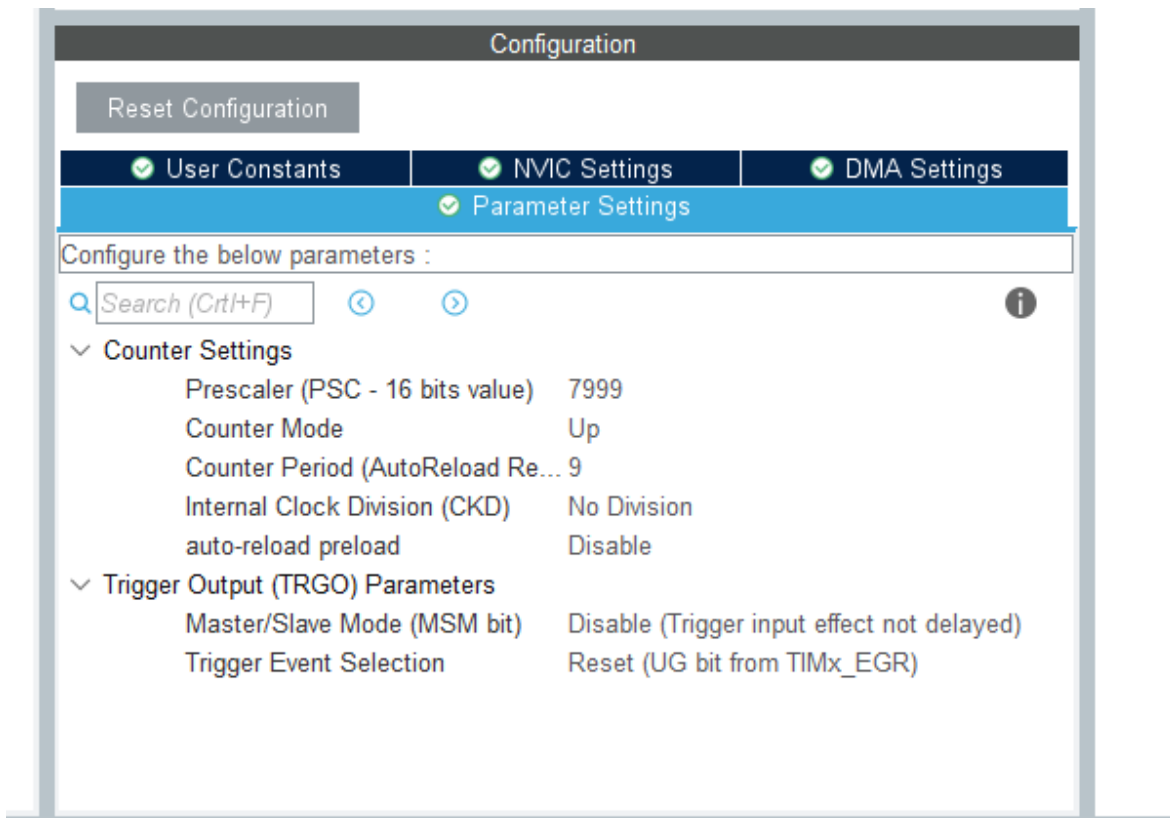 Configuration
Reset Configuration
User Constants NVIC Settings DMA Settings
Parameter Settings
Configure the below parameters :
Search (Crtl+F)
Counter Settings
Prescaler (PSC - 16 bits value) 7999
Counter Mode Up
Counter Period (AutoReload Re... 9
Internal Clock Division (CKD) No Division
auto-reload preload Disable
Trigger Output (TRGO) Parameters
Master/Slave Mode (MSM bit) Disable (Trigger input effect not delayed)
Trigger Event Selection Reset (UG bit from TIMx_EGR)